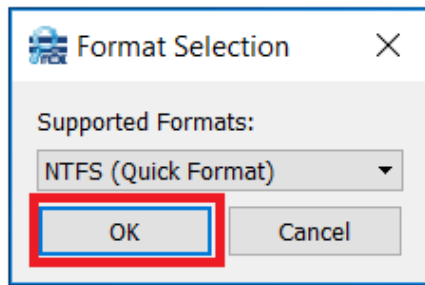 Format Selection
Supported Formats:
NTFS (Quick Format)
OK
Cancel